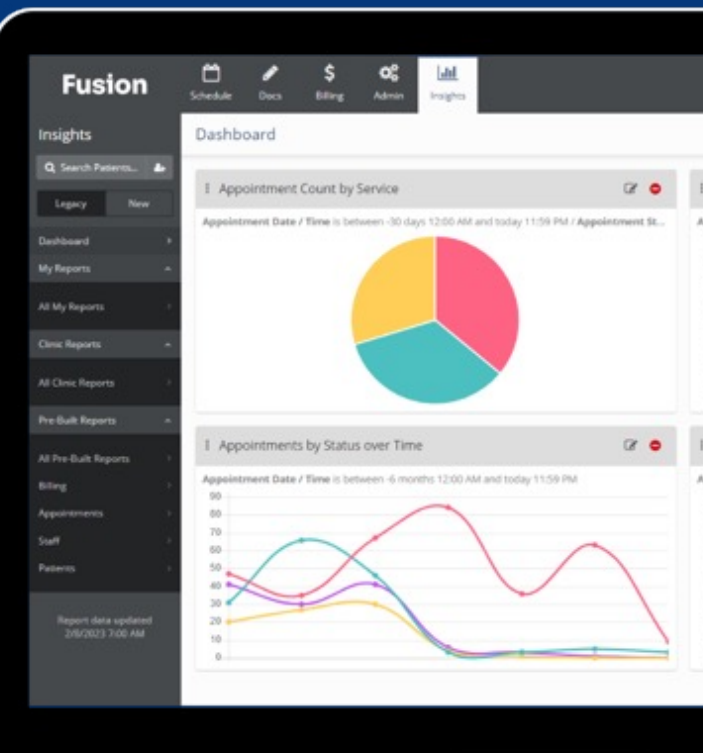 Fusion
Schedule Docs Billing Admin Insights
Insights
Search Patients...
Legacy New
Dashboard
My Reports
All My Reports
Clinic Reports
All Clinic Reports
Pre-Built Reports
All Pre-Built Reports
Billing
Appointments
Staff
Patients
Report data updated
2/8/2023 7:00 AM
Dashboard
Appointment Count by Service
Appointment Date / Time is between -30 days 12:00 AM and today 11:59 PM / Appointment St...
Appointments by Status over Time
Appointment Date / Time is between -6 months 12:00 AM and today 11:59 PM
90
80
70
60
50
40
30
20
10
0